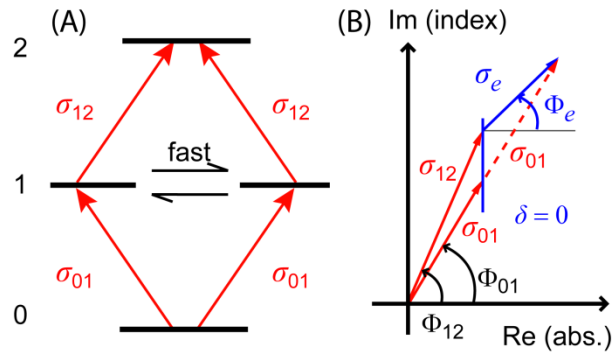 (A)
2
σ₁₂
σ₁₂
fast
1
σ₀₁
σ₀₁
0
(B)
Im (index)
σₑ
Φₑ
σ₁₂
σ₀₁
σ₀₁
δ = 0
Φ₀₁
Φ₁₂
Re (abs.)